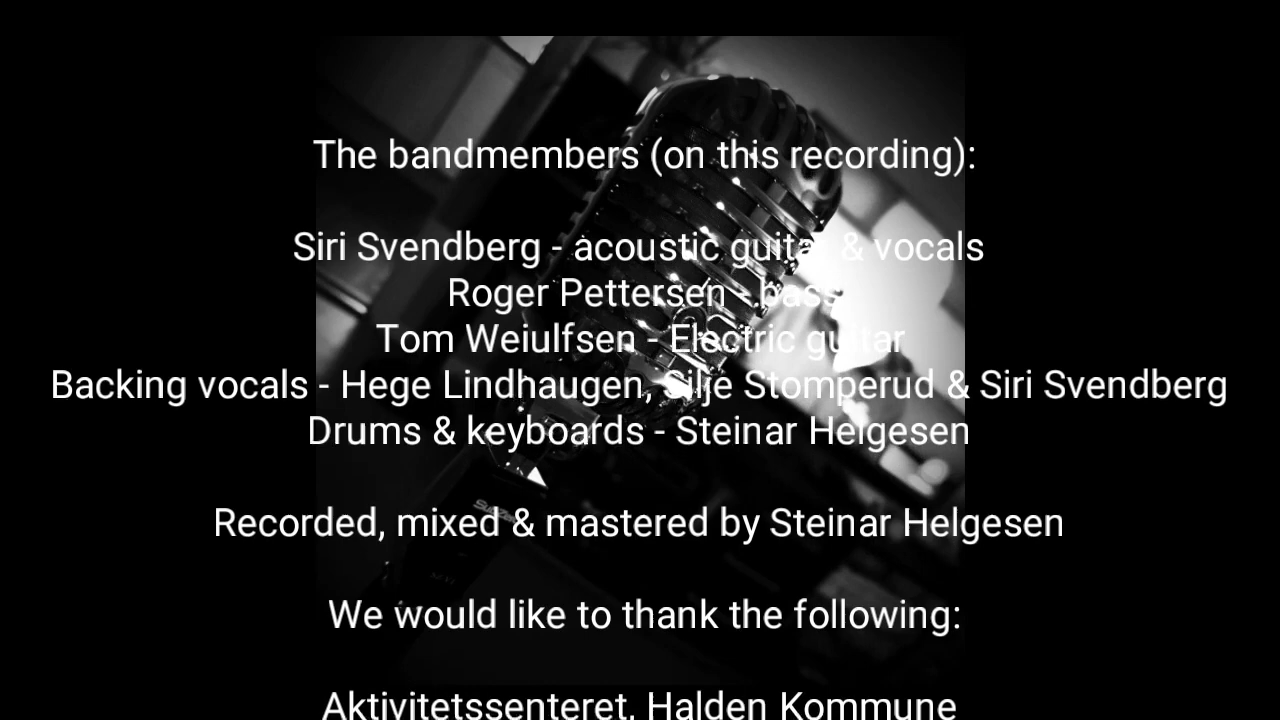 The bandmembers (on this recording):
Siri Svendberg - acoustic guitar & vocals
Roger Pettersen - bass
Tom Weiulfsen - Electric guitar
Backing vocals - Hege Lindhaugen, Silje Stomperud & Siri Svendberg
Drums & keyboards - Steinar Helgesen
Recorded, mixed & mastered by Steinar Helgesen
We would like to thank the following:
Aktivitetssenteret, Halden Kommune